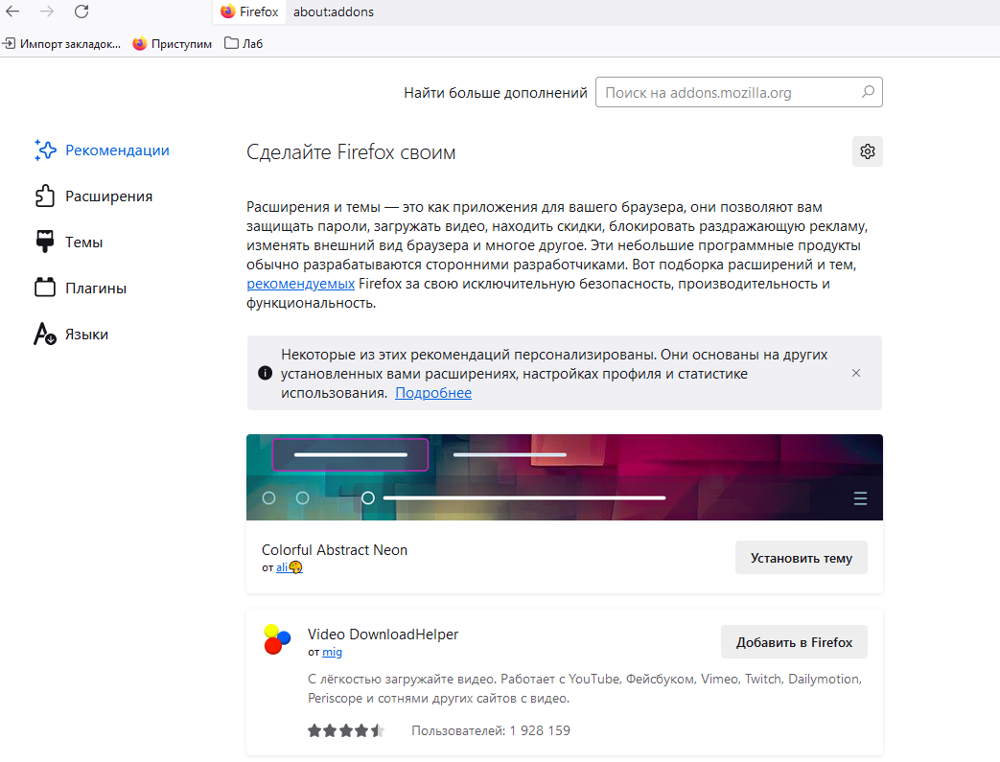 Firefox about:addons
Импорт закладок... Приступим Лаб
Найти больше дополнений Поиск на addons.mozilla.org
Рекомендации
Расширения
Темы
Плагины
Языки
Сделайте Firefox своим
Расширения и темы — это как приложения для вашего браузера, они позволяют вам
защищать пароли, загружать видео, находить скидки, блокировать раздражающую рекламу,
изменять внешний вид браузера и многое другое. Эти небольшие программные продукты
обычно разрабатываются сторонними разработчиками. Вот подборка расширений и тем,
рекомендуемых Firefox за свою исключительную безопасность, производительность и
функциональность.
Некоторые из этих рекомендаций персонализированы. Они основаны на других
установленных вами расширениях, настройках профиля и статистике
использования. Подробнее
Colorful Abstract Neon
от ali🎨
Установить тему
Video DownloadHelper
от mig
Добавить в Firefox
С лёгкостью загружайте видео. Работает с YouTube, Фейсбуком, Vimeo, Twitch, Dailymotion,
Periscope и сотнями других сайтов с видео.
Пользователей: 1 928 159